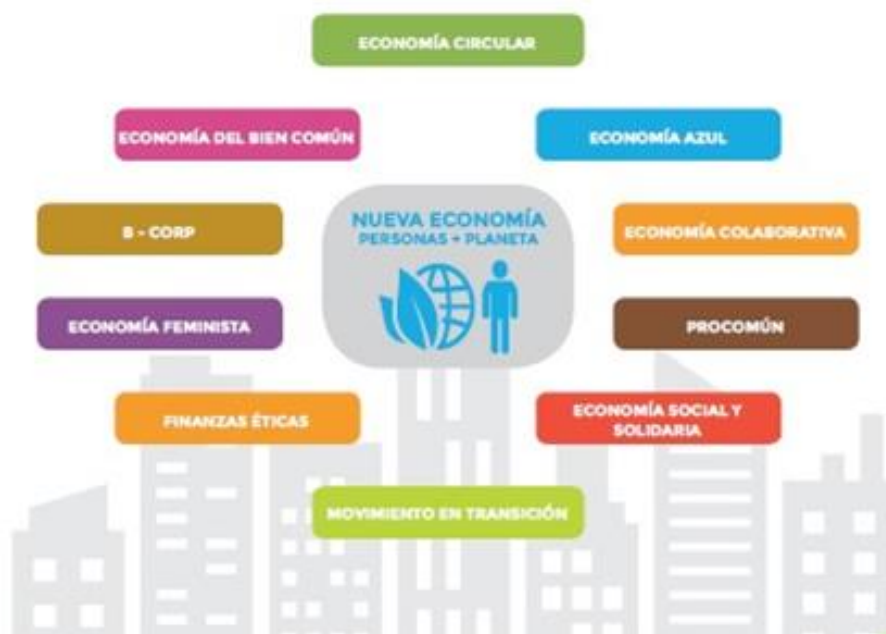 ECONOMÍA CIRCULAR
ECONOMÍA DEL BIEN COMÚN
ECONOMÍA AZUL
B - CORP
NUEVA ECONOMÍA
PERSONAS + PLANETA
ECONOMÍA COLABORATIVA
ECONOMÍA FEMINISTA
PROCOMÚN
FINANZAS ÉTICAS
ECONOMÍA SOCIAL Y
SOLIDARIA
MOVIMIENTO EN TRANSICIÓN